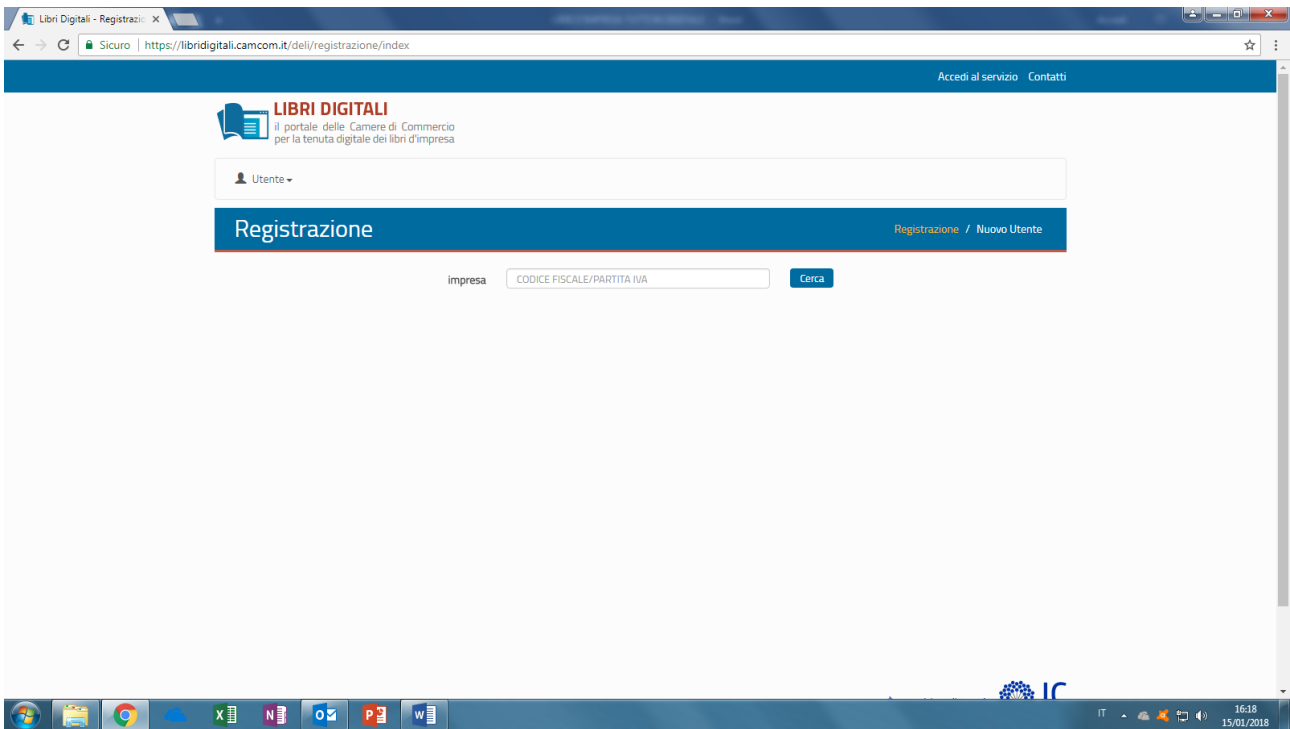 Libri Digitali - Registrazio
Sicuro | https://libridigitali.camcom.it/deli/registrazione/index
Accedi al servizio Contatti
LIBRI DIGITALI
il portale delle Camere di Commercio
per la tenuta digitale dei libri d'impresa
Utente
Registrazione
Registrazione / Nuovo Utente
impresa
CODICE FISCALE/PARTITA IVA
Cerca
IC
IT
16:18
15/01/2018